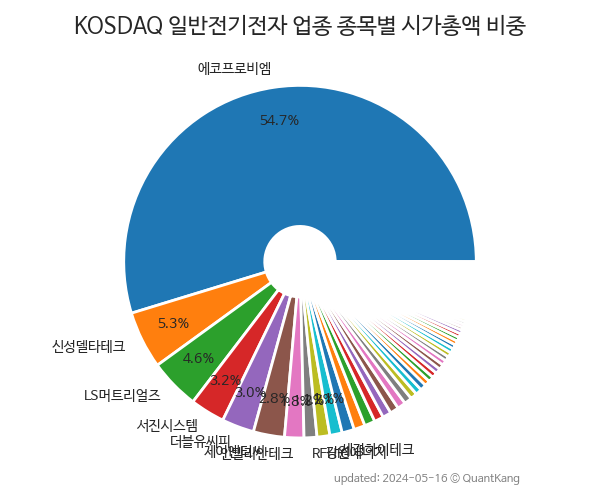 KOSDAQ 일반전기전자 업종 종목별 시가총액 비중
에코프로비엠
54.7%
5.3%
신성델타테크
4.6%
LS머트리얼즈
3.2%
서진시스템
3.0%
더블유씨피
2.8%
updated: 2024-05-16 © QuantKang